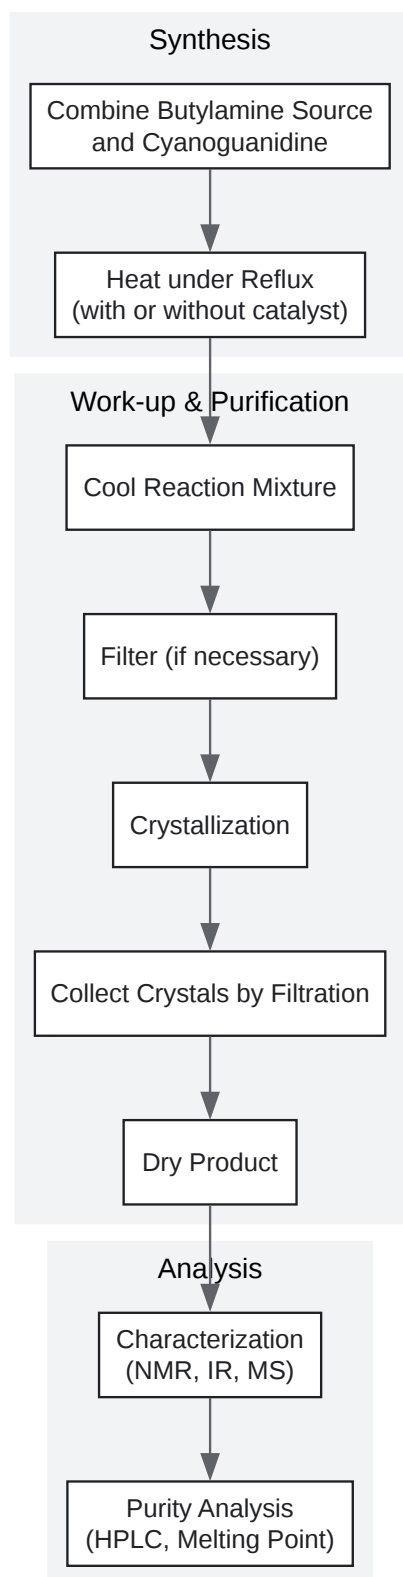 Synthesis
Combine Butylamine Source
and Cyanoguanidine
Heat under Reflux
(with or without catalyst)
Work-up & Purification
Cool Reaction Mixture
Filter (if necessary)
Crystallization
Collect Crystals by Filtration
Dry Product
Analysis
Characterization
(NMR, IR, MS)
Purity Analysis
(HPLC, Melting Point)